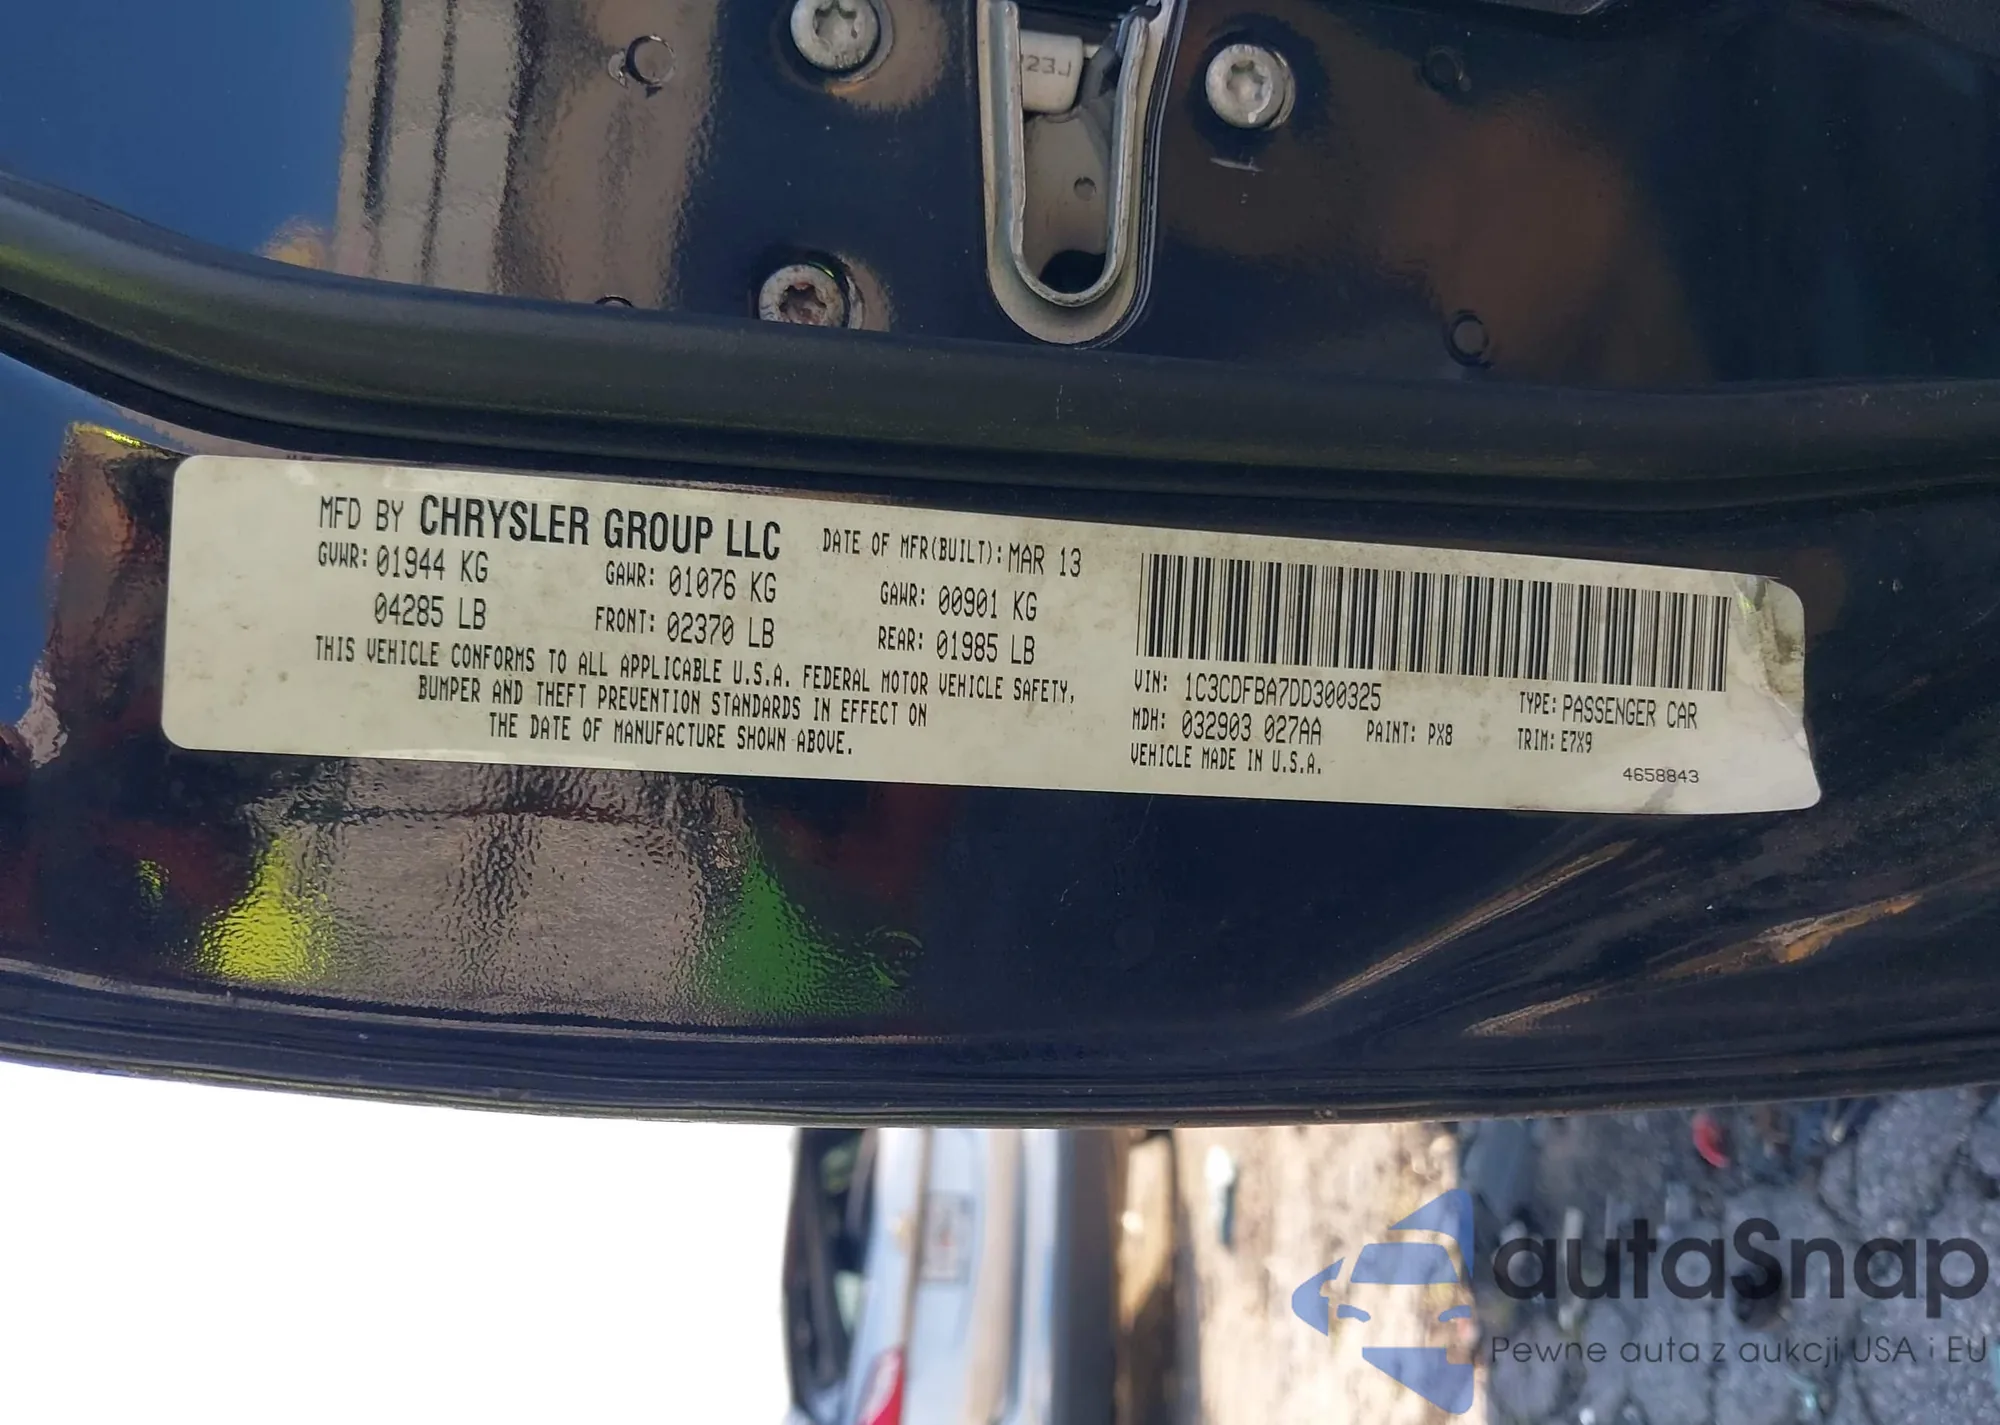 23J
MFD BY CHRYSLER GROUP LLC DATE OF MFR(BUILT): MAR 13
GVWR: 01944 KG GAWR: 01076 KG GAWR: 00901 KG
04285 LB FRONT: 02370 LB REAR: 01985 LB
THIS VEHICLE CONFORMS TO ALL APPLICABLE U.S.A. FEDERAL MOTOR VEHICLE SAFETY,
BUMPER AND THEFT PREVENTION STANDARDS IN EFFECT ON
THE DATE OF MANUFACTURE SHOWN ABOVE.
VIN: 1C3CDFBA7DD300325 TYPE: PASSENGER CAR
MDH: 032903 027AA PAINT: PX8 TRIM: E7X9
VEHICLE MADE IN U.S.A.
4658843
autaSnap
Pewne auta z aukcji USA i EU